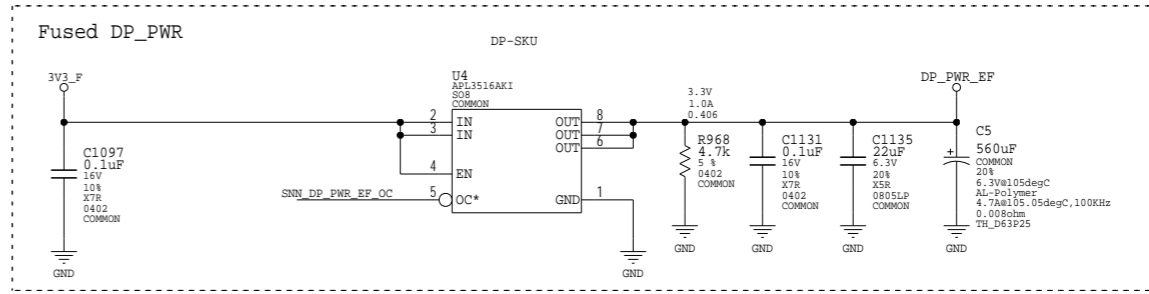 Fused DP_PWR
DP-SKU
3V3_F
U4
APL3516AKI
SO8
COMMON
2
IN
3
IN
4
EN
SNN_DP_PWR_EF_OC
5
OC*
OUT
8
OUT
7
OUT
6
GND
1
3.3V
1.0A
0.406
DP_PWR_EF
C1097
0.1uF
16V
10%
X7R
0402
COMMON
R968
4.7k
5 %
0402
COMMON
C1131
0.1uF
16V
10%
X7R
0402
COMMON
C1135
22uF
6.3V
20%
X5R
0805LP
COMMON
+
C5
560uF
COMMON
20%
6.3V@105degC
AL-Polymer
4.7A@105.05degC,100KHz
0.008ohm
TH_D63P25
GND
GND
GND
GND
GND
GND